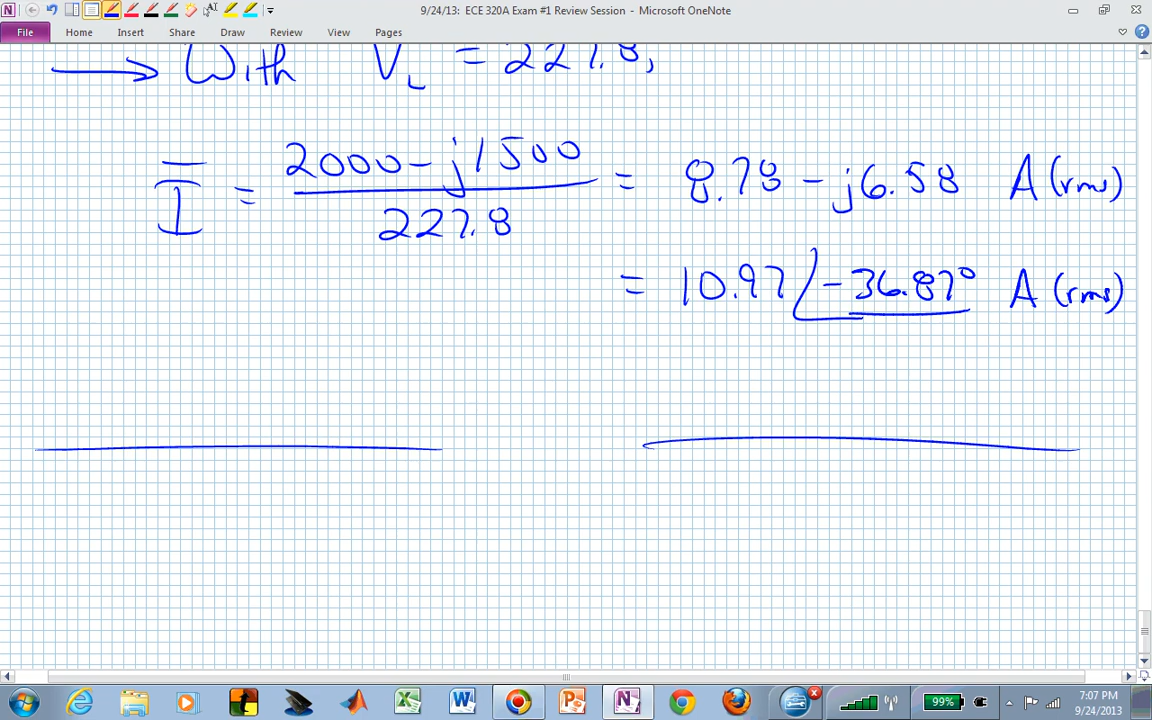 9/24/13: ECE 320A Exam #1 Review Session - Microsoft OneNote
File Home Insert Share Draw Review View Pages
→ With V_L = 227.8,
Ī = (2000 - j1500) / 227.8 = 8.78 - j6.58 A (rms)
= 10.97 ∠-36.87° A (rms)
99%
7:07 PM
9/24/2013